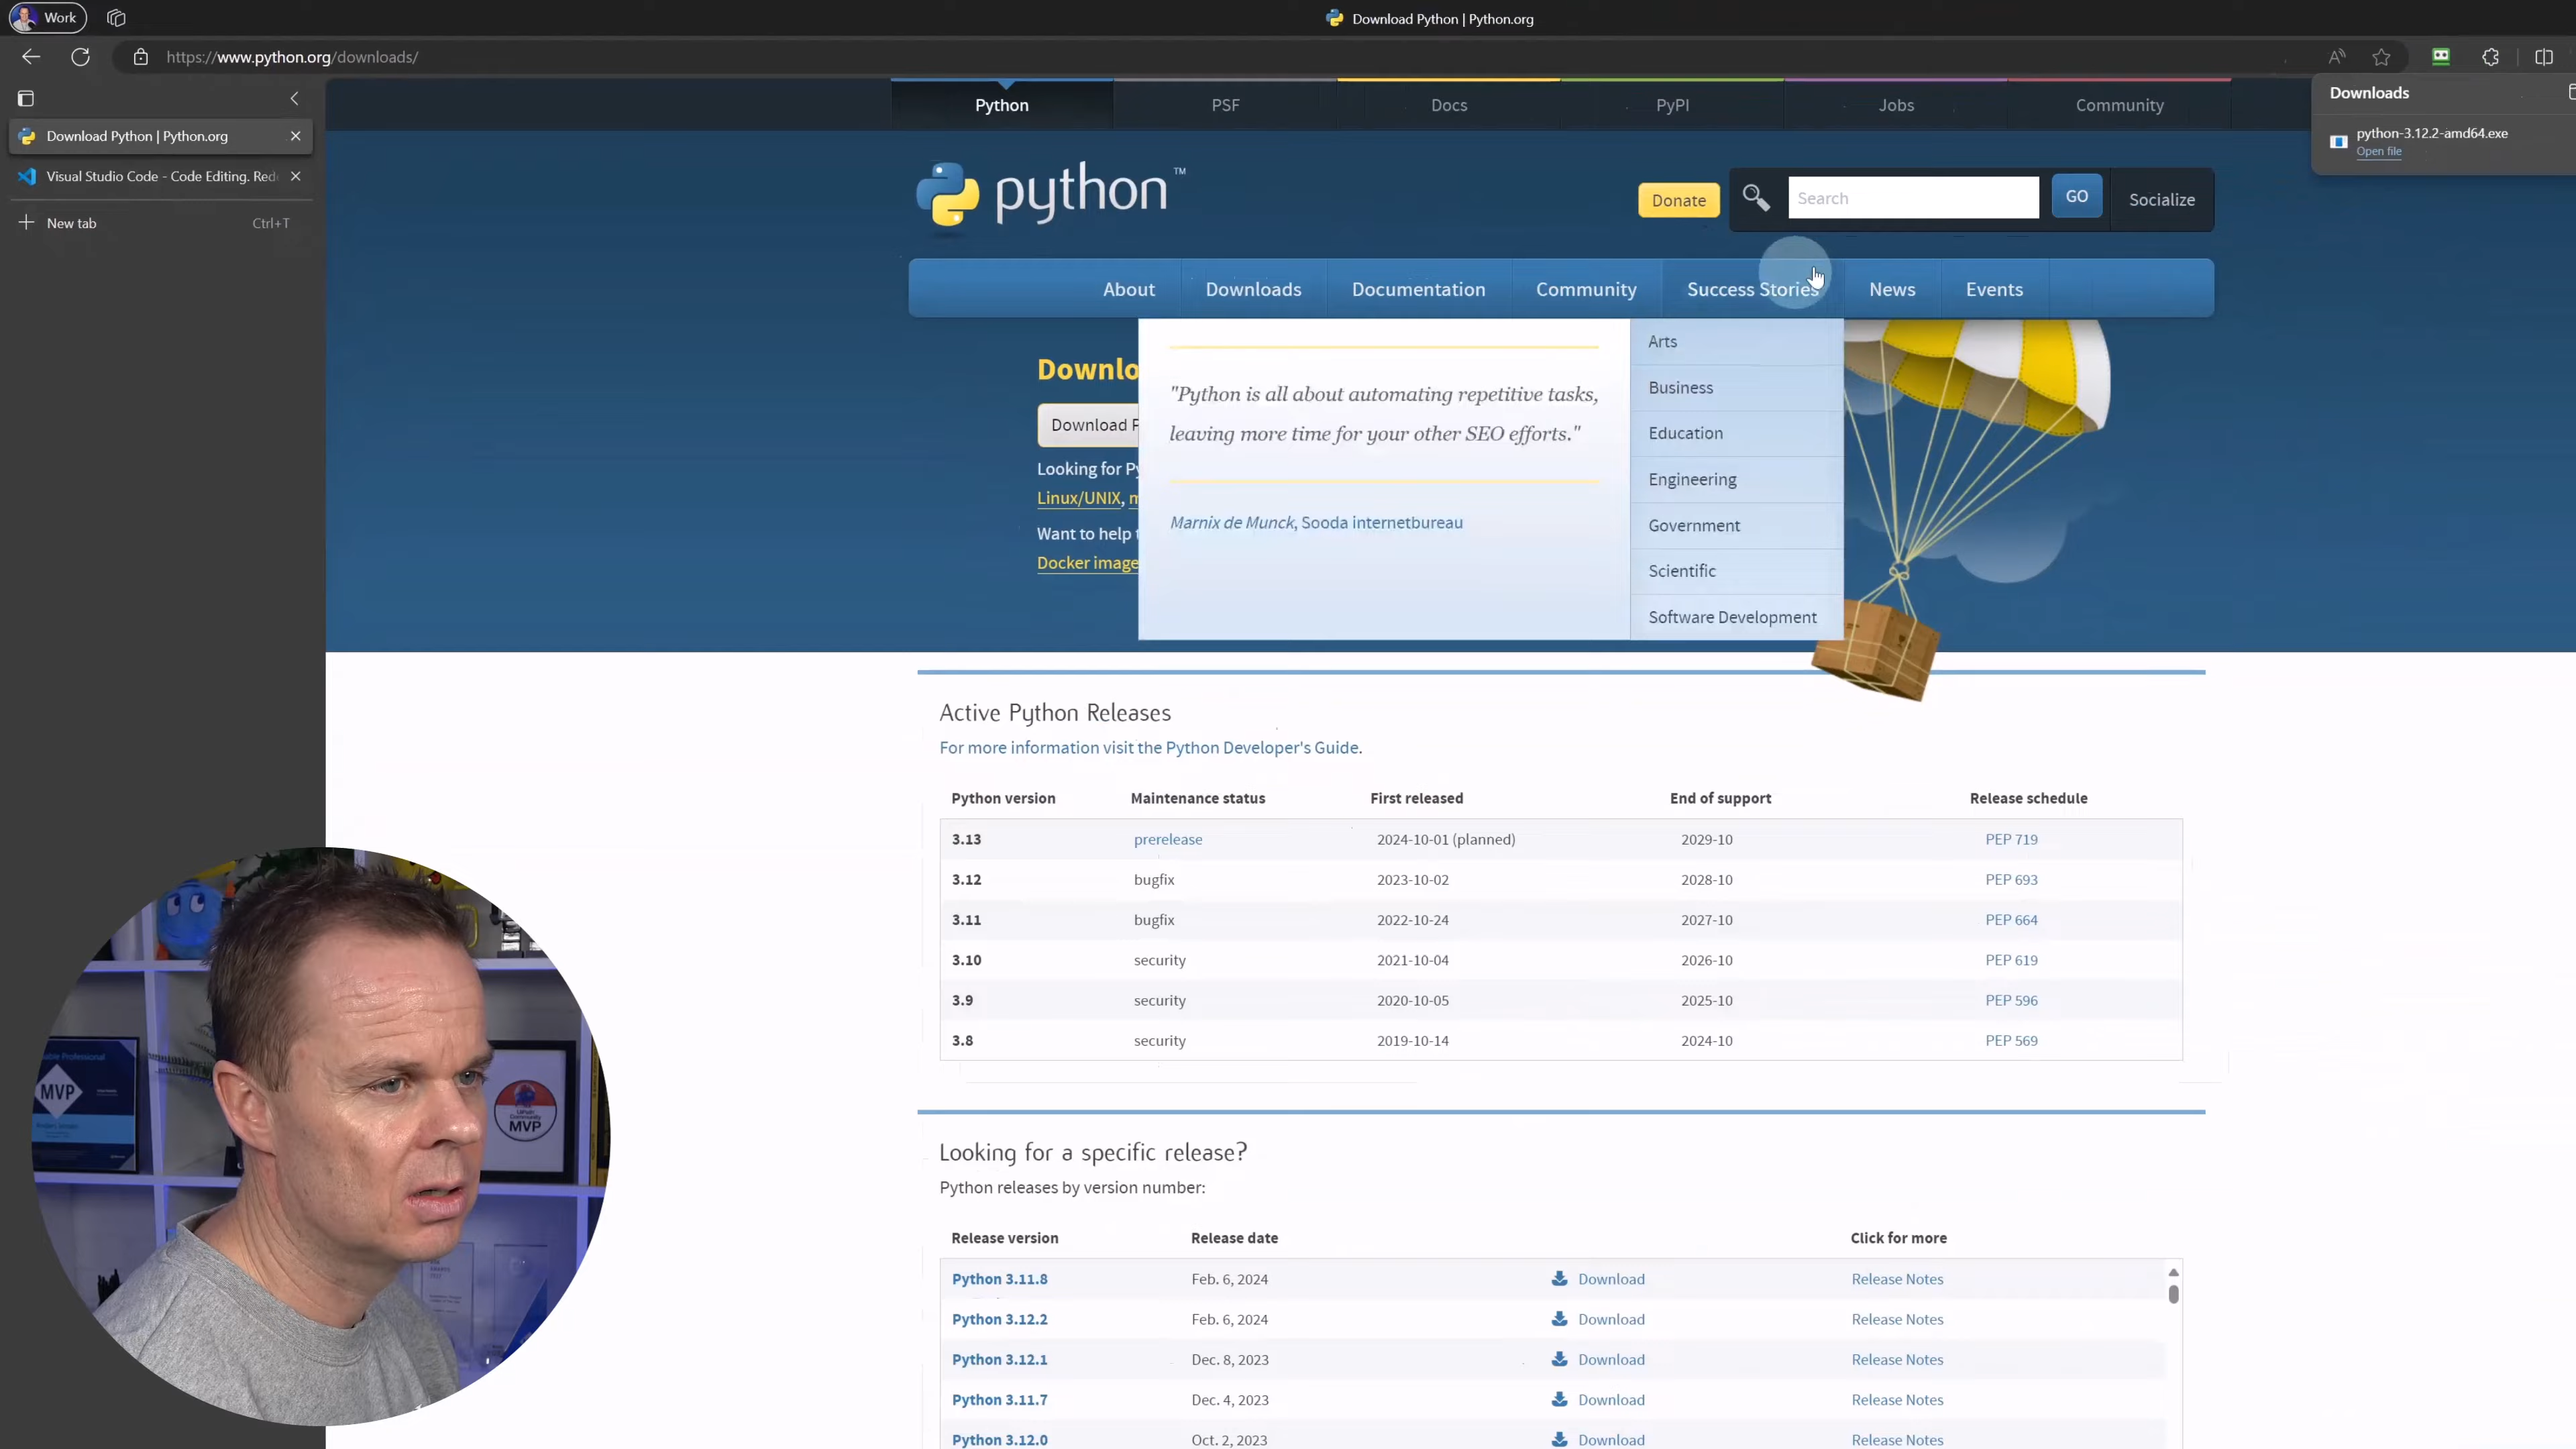 Work
Download Python | Python.org
https://www.python.org/downloads/
Downloads
python-3.12.2-amd64.exe
Open file
Download Python | Python.org
Visual Studio Code - Code Editing. Red
New tab
Ctrl+T
Python
PSF
Docs
PyPI
Jobs
Community
python™
Donate
Search
GO
Socialize
About
Downloads
Documentation
Community
Success Stories
News
Events
Downlo
Download P
Looking for Py
Linux/UNIX, m
Want to help t
Docker image
"Python is all about automating repetitive tasks,
leaving more time for your other SEO efforts."
Marnix de Munck, Sooda internetbureau
Arts
Business
Education
Engineering
Government
Scientific
Software Development
Active Python Releases
For more information visit the Python Developer's Guide.
Python version Maintenance status First released End of support Release schedule
3.13 prerelease 2024-10-01 (planned) 2029-10 PEP 719
3.12 bugfix 2023-10-02 2028-10 PEP 693
3.11 bugfix 2022-10-24 2027-10 PEP 664
3.10 security 2021-10-04 2026-10 PEP 619
3.9 security 2020-10-05 2025-10 PEP 596
3.8 security 2019-10-14 2024-10 PEP 569
Looking for a specific release?
Python releases by version number:
Release version Release date Click for more
Python 3.11.8 Feb. 6, 2024 Download Release Notes
Python 3.12.2 Feb. 6, 2024 Download Release Notes
Python 3.12.1 Dec. 8, 2023 Download Release Notes
Python 3.11.7 Dec. 4, 2023 Download Release Notes
Python 3.12.0 Oct. 2, 2023 Download Release Notes
Professional
MVP
UiPath
Community
MVP